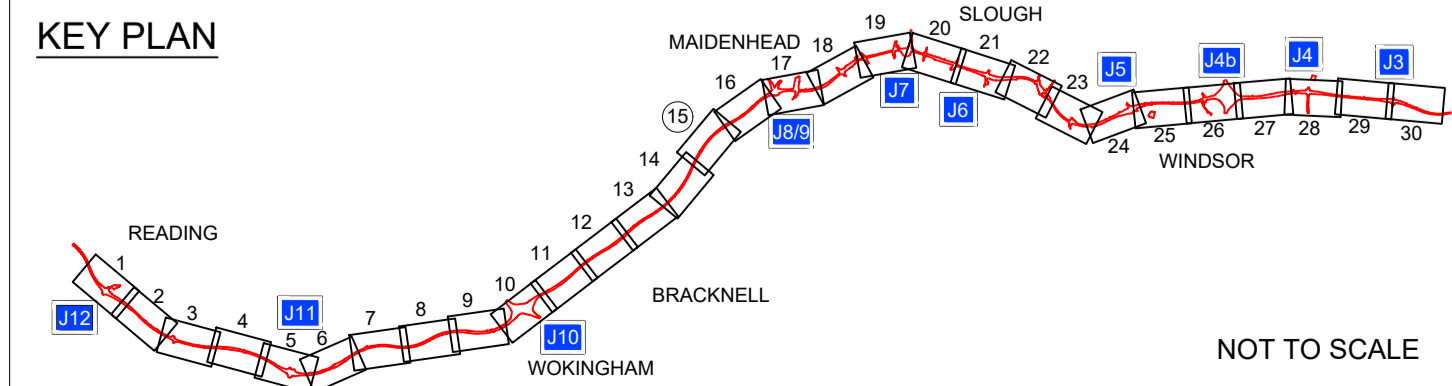 KEY PLAN
READING
MAIDENHEAD
SLOUGH
BRACKNELL
WOKINGHAM
WINDSOR
NOT TO SCALE
J12
J11
J10
J8/9
J7
J6
J5
J4b
J4
J3
1
2
3
4
5
6
7
8
9
10
11
12
13
14
15
16
17
18
19
20
21
22
23
24
25
26
27
28
29
30